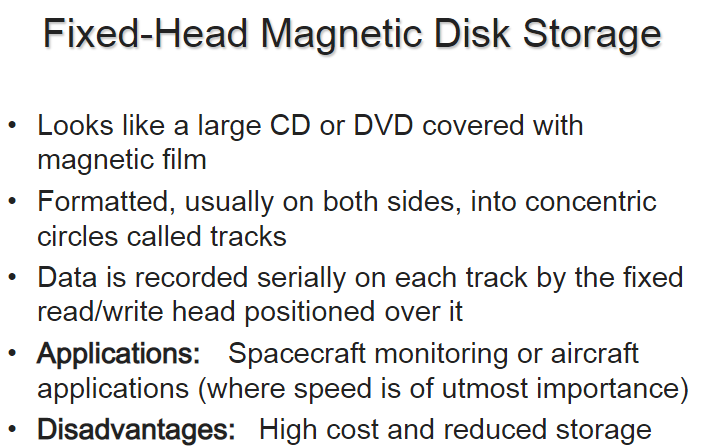 Fixed-Head Magnetic Disk Storage
• Looks like a large CD or DVD covered with
magnetic film
• Formatted, usually on both sides, into concentric
circles called tracks
• Data is recorded serially on each track by the fixed
read/write head positioned over it
• Applications: Spacecraft monitoring or aircraft
applications (where speed is of utmost importance)
• Disadvantages: High cost and reduced storage